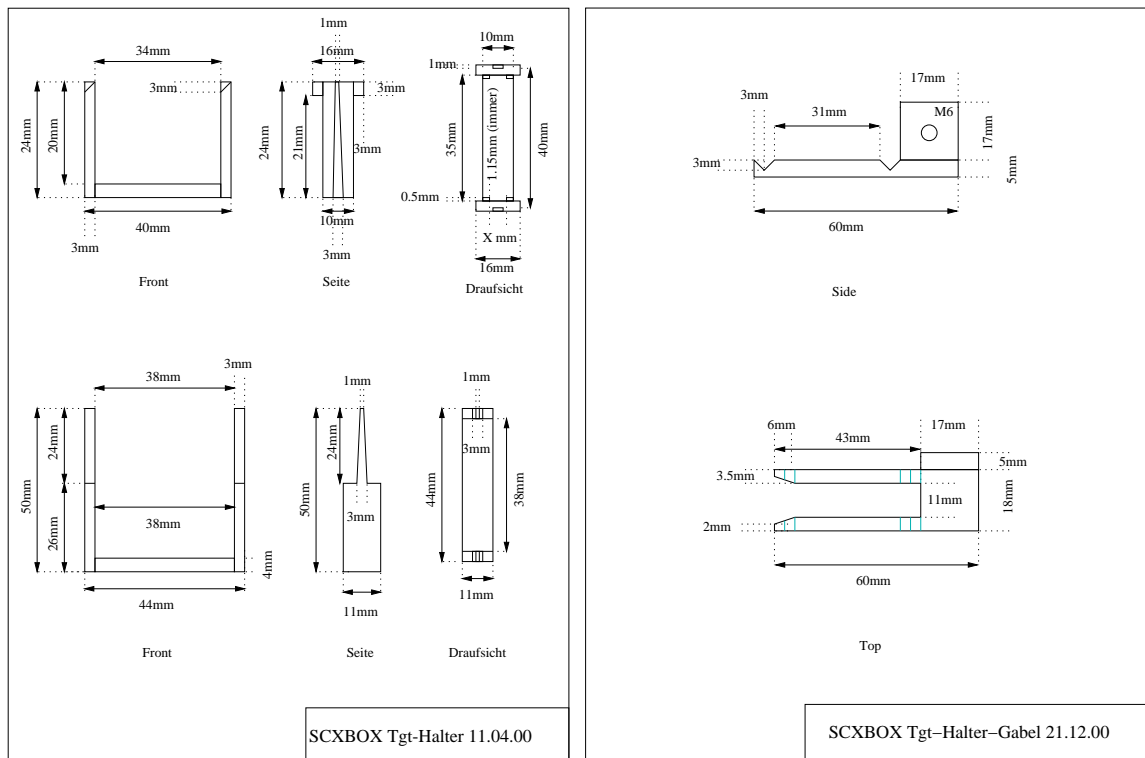 1mm
34mm
16mm
3mm
3mm
24mm
20mm
24mm
21mm
3mm
40mm
10mm
3mm
3mm
Front
Seite
10mm
1mm
35mm
1.15mm (immer)
40mm
0.5mm
X mm
16mm
Draufsicht
3mm
38mm
24mm
50mm
26mm
38mm
4mm
44mm
Front
1mm
24mm
50mm
3mm
11mm
Seite
1mm
3mm
44mm
38mm
11mm
Draufsicht
SCXBOX Tgt-Halter 11.04.00
17mm
3mm
31mm
M6
17mm
3mm
5mm
60mm
Side
6mm
43mm
17mm
3.5mm
5mm
11mm
18mm
2mm
60mm
Top
SCXBOX Tgt−Halter−Gabel 21.12.00